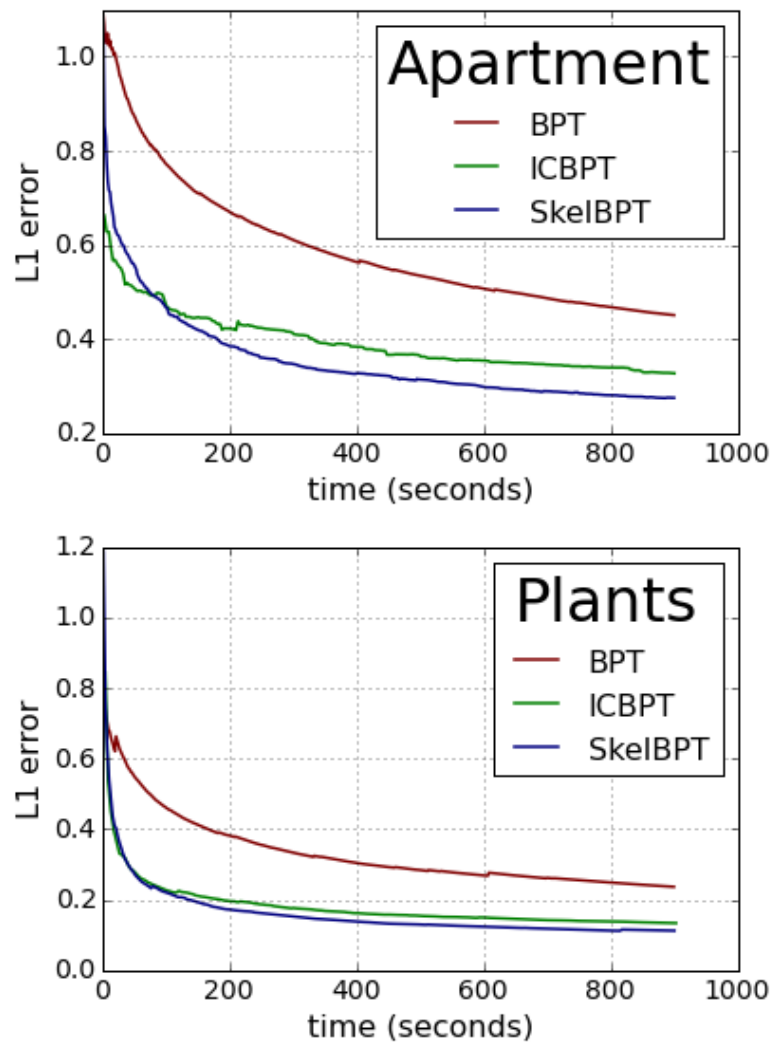 Apartment
BPT
ICBPT
SkelBPT
1.0
0.8
0.6
0.4
0.2
L1 error
0 200 400 600 800 1000
time (seconds)
Plants
BPT
ICBPT
SkelBPT
1.2
1.0
0.8
0.6
0.4
0.2
0.0
L1 error
0 200 400 600 800 1000
time (seconds)